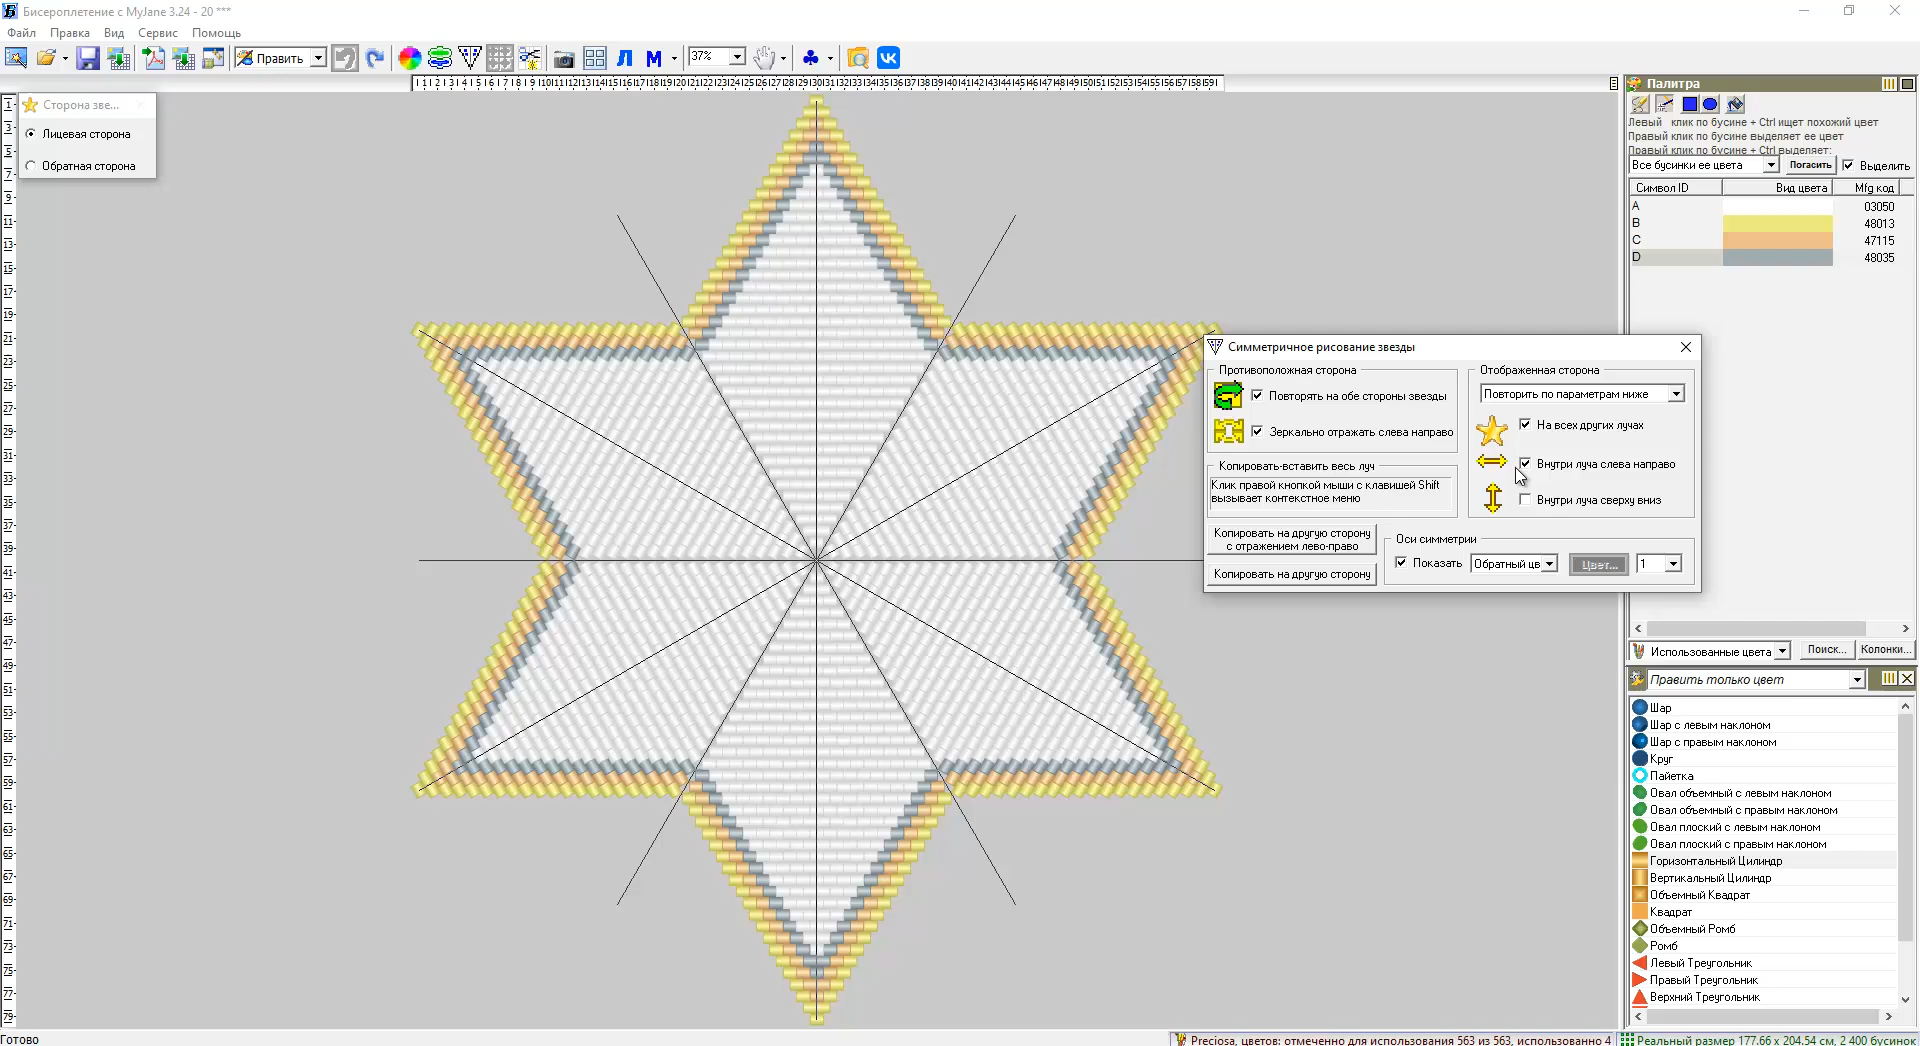 Бисероплетение с MyJane 3.24 - 20 ***
Файл Правка Вид Сервис Помощь
Править
37%
Сторона зве...
Лицевая сторона
Обратная сторона
Палитра
Левый клик по бусине + Ctrl ищет похожий цвет
Правый клик по бусине выделяет ее цвет
Правый клик по бусине + Ctrl выделяет:
Все бусинки ее цвета Погасить Выделить
Символ ID Вид цвета Mfg код
A 03050
B 48013
C 47115
D 48035
Симметричное рисование звезды
Противоположная сторона
Повторять на обе стороны звезды
Зеркально отражать слева направо
Копировать-вставить весь луч
Клик правой кнопкой мыши с клавишей Shift
вызывает контекстное меню
Копировать на другую сторону
с отражением лево-право
Копировать на другую сторону
Отображенная сторона
Повторить по параметрам ниже
На всех других лучах
Внутри луча слева направо
Внутри луча сверху вниз
Оси симметрии
Показать Обратный цв Цвет... 1
Использованные цвета Поиск... Колонки...
Править только цвет
Шар
Шар с левым наклоном
Шар с правым наклоном
Круг
Пайетка
Овал объемный с левым наклоном
Овал объемный с правым наклоном
Овал плоский с левым наклоном
Овал плоский с правым наклоном
Горизонтальный Цилиндр
Вертикальный Цилиндр
Объемный Квадрат
Квадрат
Объемный Ромб
Ромб
Левый Треугольник
Правый Треугольник
Верхний Треугольник
Готово
Preciosa, цветов: отмеченно для использования 563 из 563, использованно 4
Реальный размер 177.66 x 204.54 см, 2 400 бусинок